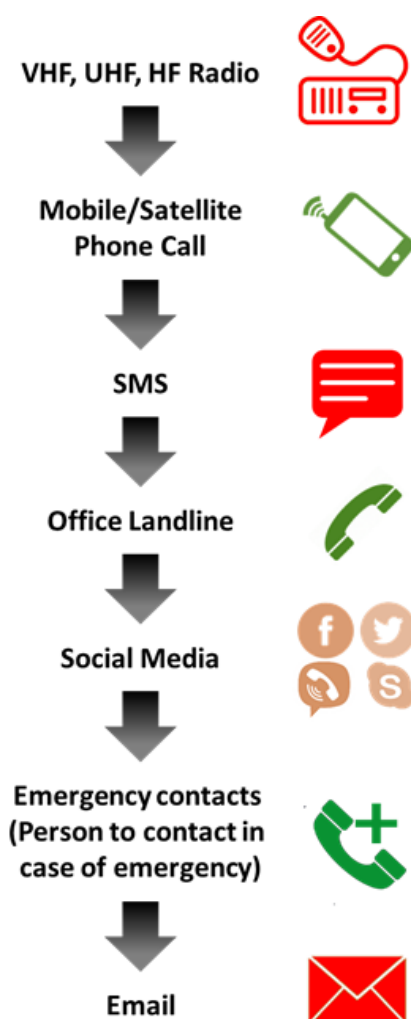 VHF, UHF, HF Radio
Mobile/Satellite
Phone Call
SMS
Office Landline
Social Media
Emergency contacts
(Person to contact in
case of emergency)
Email